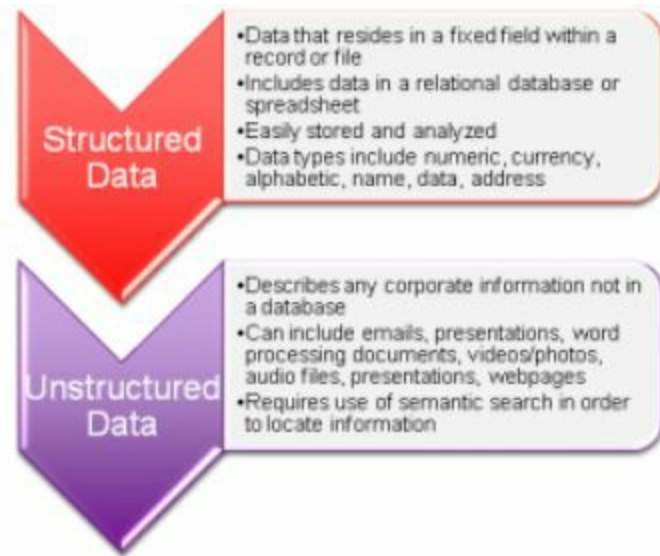 Structured
Data
•Data that resides in a fixed field within a
record or file
•Includes data in a relational database or
spreadsheet
•Easily stored and analyzed
•Data types include numeric, currency,
alphabetic, name, data, address
Unstructured
Data
•Describes any corporate information not in
a database
•Can include emails, presentations, word
processing documents, videos/photos,
audio files, presentations, webpages
•Requires use of semantic search in order
to locate information